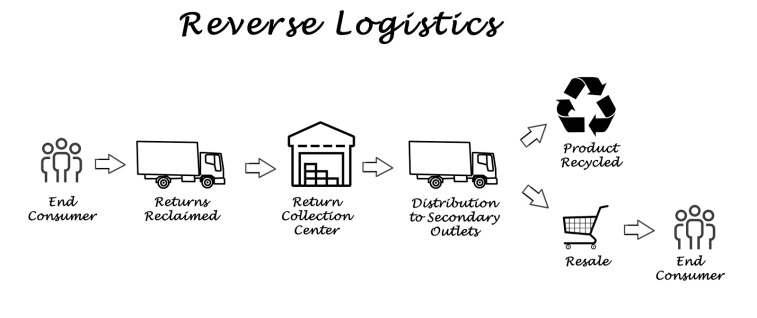 Reverse Logistics
End
Consumer
Returns
Reclaimed
Return
Collection
Center
Distribution
to Secondary
Outlets
Product
Recycled
Resale
End
Consumer